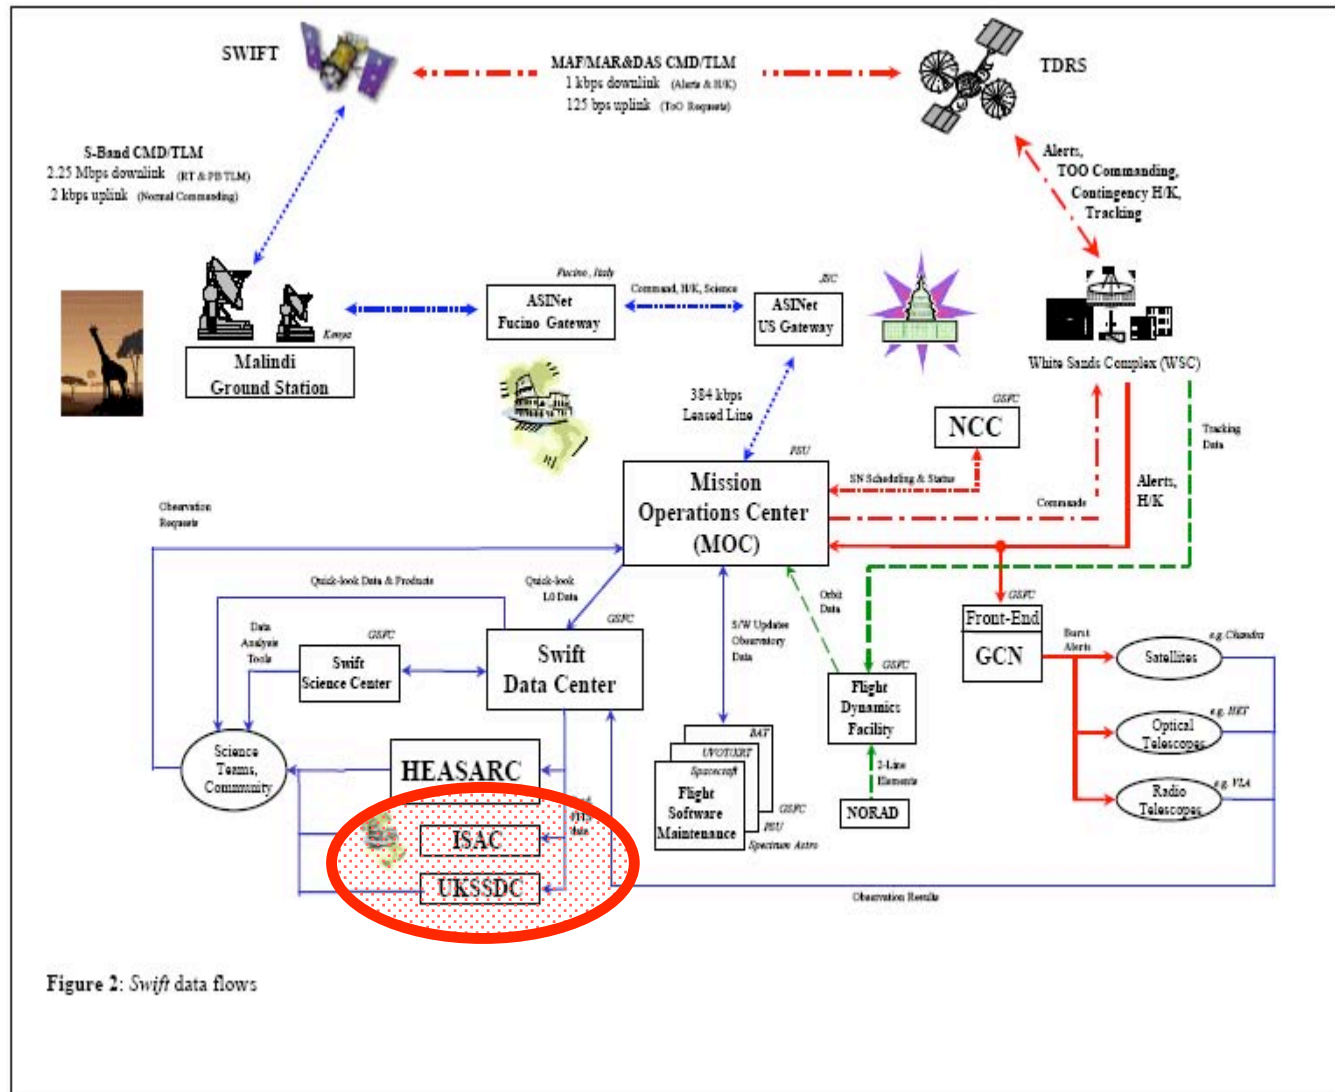 SWIFT
MAF/MAR&DAS CMD/TLM
1 kbps downlink (Alerts & H/K)
125 bps uplink (ToO Requests)
TDRS
S-Band CMD/TLM
2.25 Mbps downlink (RT & PB TLM)
2 kbps uplink (Normal Commanding)
Alerts,
TOO Commanding,
Contingency H/K,
Tracking
Kenya
Malindi
Ground Station
Fucino, Italy
ASINet
Fucino Gateway
Command, H/K, Science
JSC
ASINet
US Gateway
White Sands Complex (WSC)
384 kbps
Leased Line
GSFC
NCC
Tracking
Data
PSU
Mission
Operations Center
(MOC)
SN Scheduling & Status
Commands
Alerts,
H/K
Observation
Requests
Quick-look Data & Products
Quick-look
L0 Data
Data
Analysis
Tools
GSFC
Swift
Science Center
GSFC
Swift
Data Center
S/W Updates
Observatory
Data
Orbit
Data
GSFC
Flight
Dynamics
Facility
GSFC
Front-End
GCN
Burst
Alerts
e.g. Chandra
Satellites
e.g. HET
Optical
Telescopes
e.g. VLA
Radio
Telescopes
Science
Teams,
Community
HEASARC
data
ISAC
UKSSDC
BAT
UVOT/XRT
Spacecraft
Flight
Software
Maintenance
GSFC
PSU
Spectrum Astro
2-Line
Elements
NORAD
Observation Results
Figure 2: Swift data flows